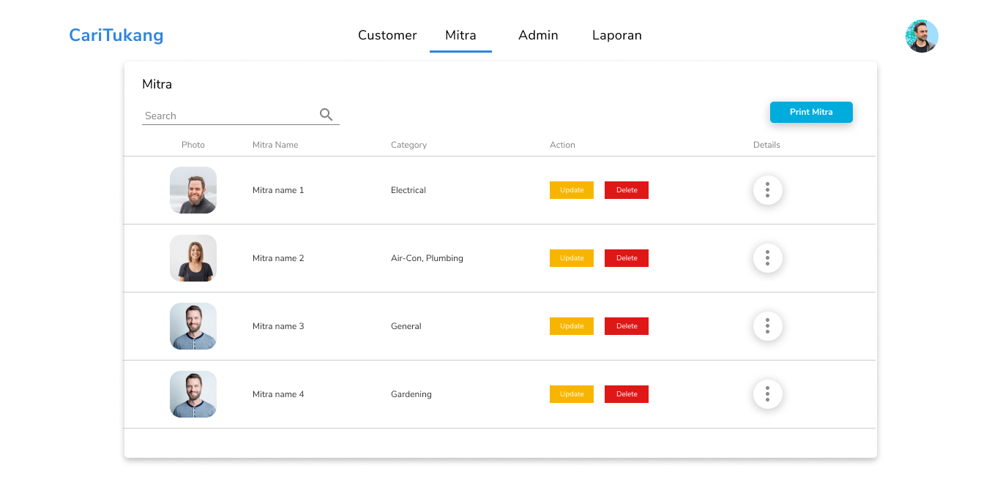 CariTukang Customer Mitra Admin Laporan
Mitra
Search Print Mitra
Photo Mitra Name Category Action Details
Mitra name 1 Electrical Update Delete
Mitra name 2 Air-Con, Plumbing Update Delete
Mitra name 3 General Update Delete
Mitra name 4 Gardening Update Delete